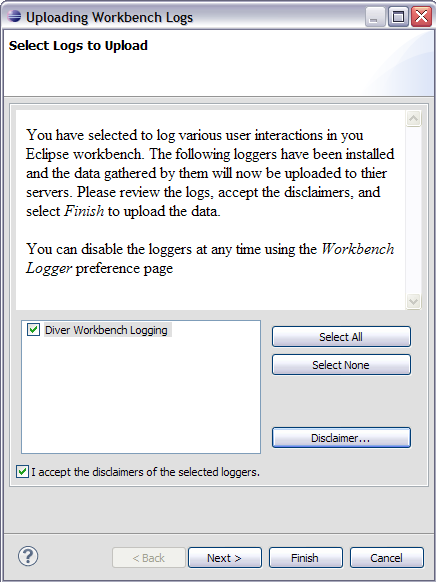 Uploading Workbench Logs
Select Logs to Upload
You have selected to log various user interactions in you
Eclipse workbench. The following loggers have been installed
and the data gathered by them will now be uploaded to thier
servers. Please review the logs, accept the disclaimers, and
select Finish to upload the data.
You can disable the loggers at any time using the Workbench
Logger preference page
Diver Workbench Logging
Select All
Select None
Disclaimer...
I accept the disclaimers of the selected loggers.
?
< Back
Next >
Finish
Cancel